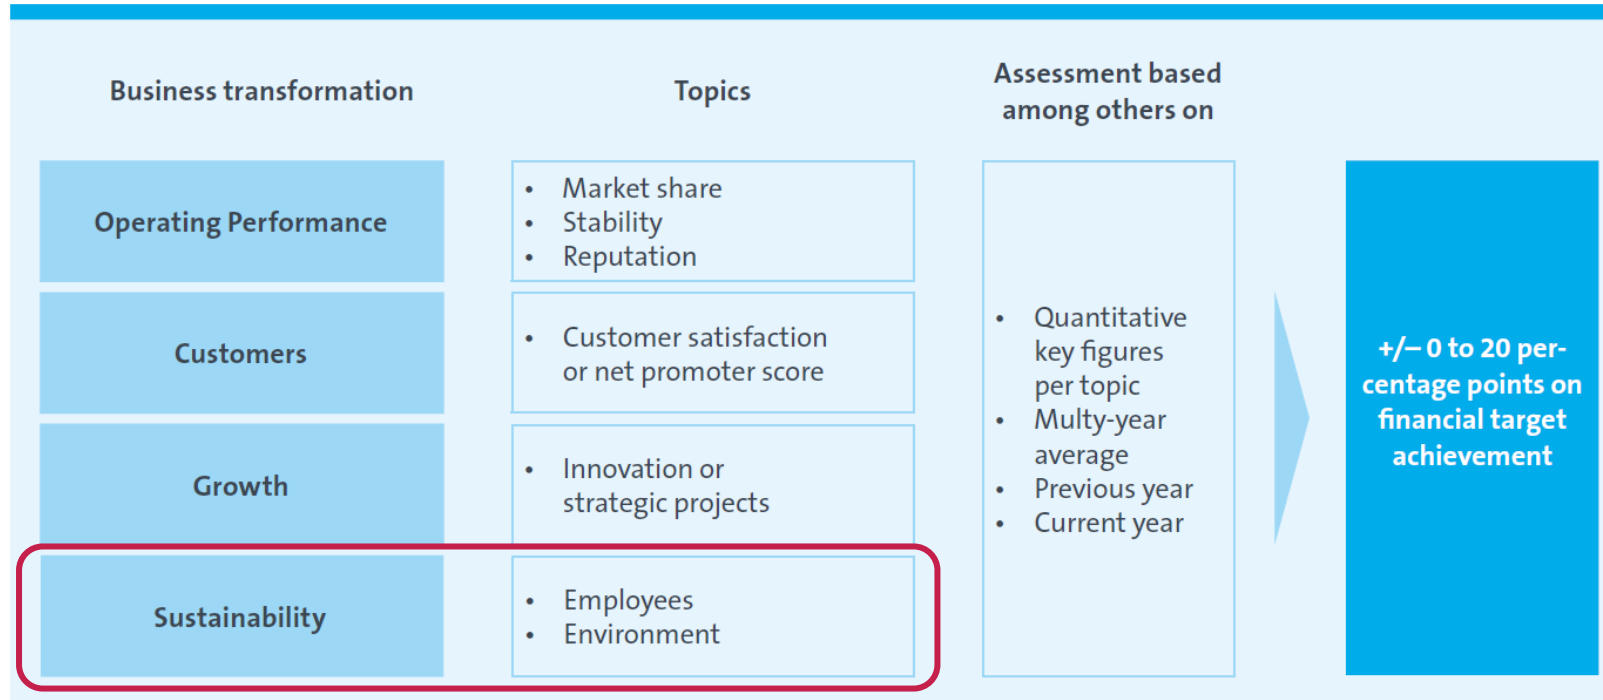 Business transformation
Topics
Assessment based
among others on
Operating Performance
• Market share
• Stability
• Reputation
Customers
• Customer satisfaction
or net promoter score
Growth
• Innovation or
strategic projects
Sustainability
• Employees
• Environment
• Quantitative
key figures
per topic
• Multy-year
average
• Previous year
• Current year
+/– 0 to 20 per-
centage points on
financial target
achievement